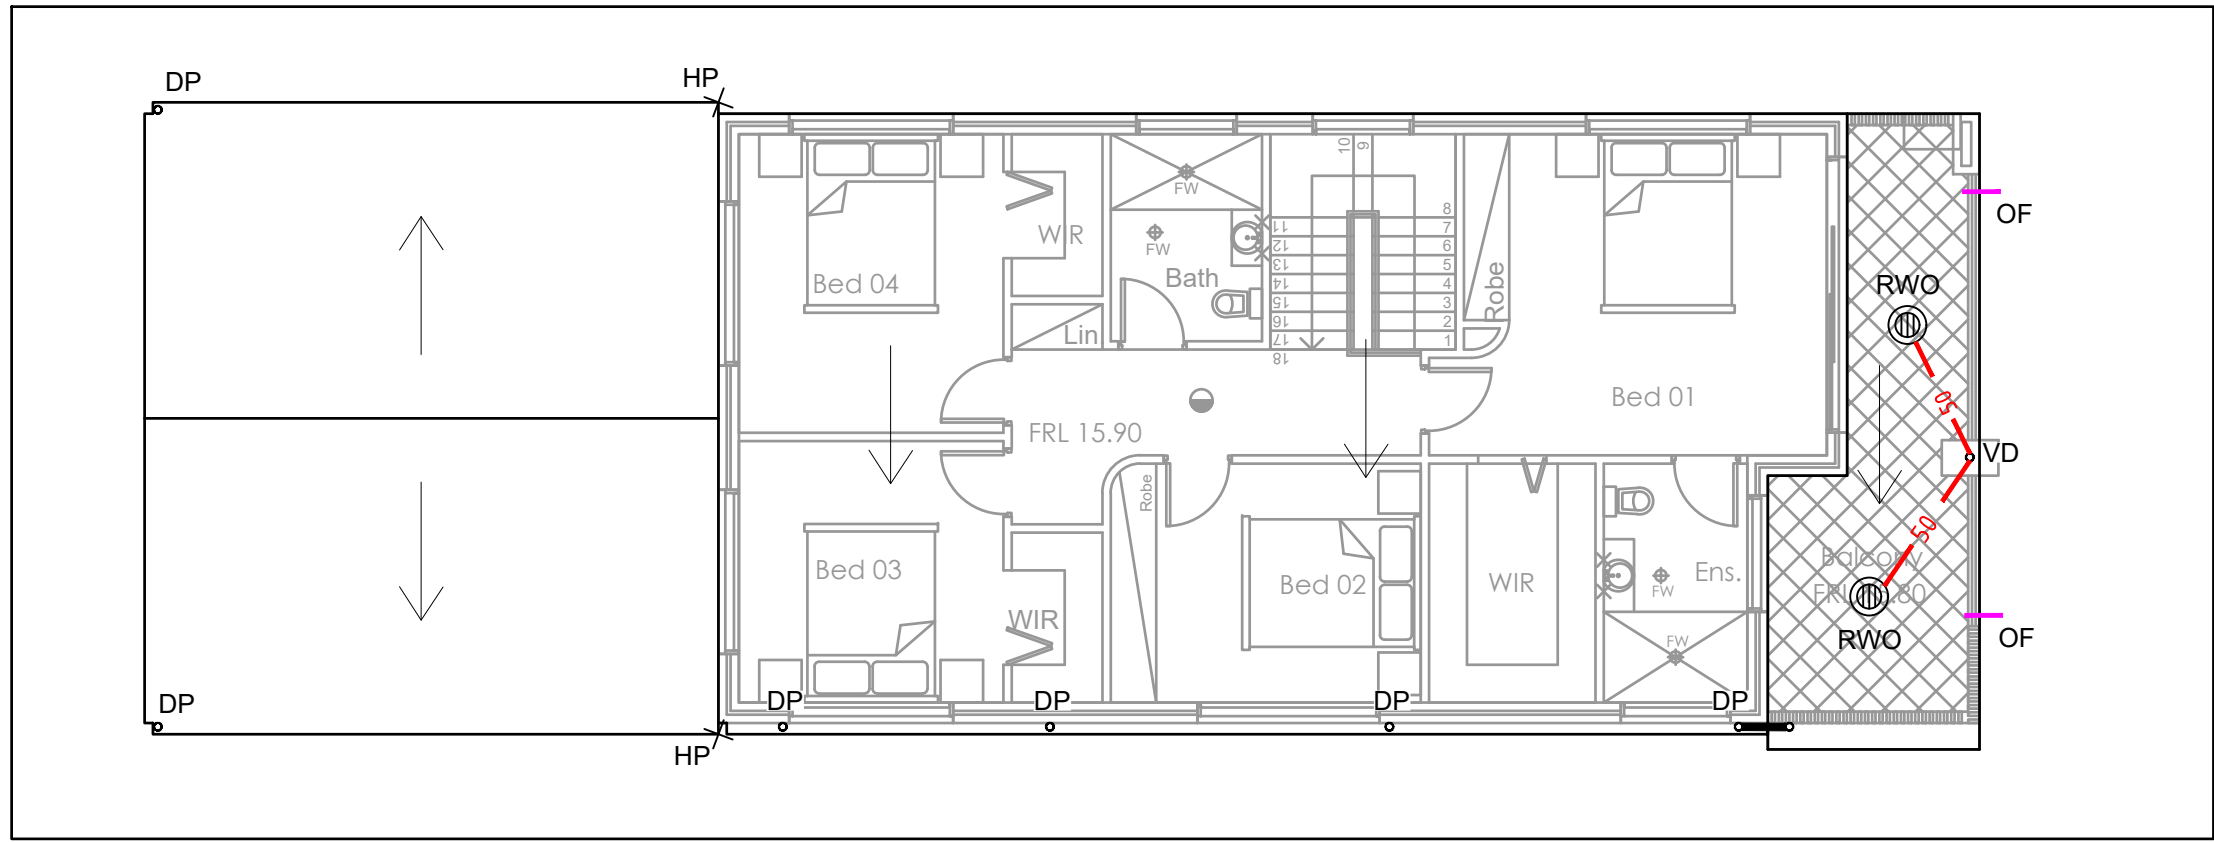 DP
HP
10
9
FW
8
OF
11
7
WIR
FW
12
6
Bath
13
5
Robe
Bed 04
14
4
RWO
15
3
16
2
Lin.
17
1
18
Bed 01
50
FRL 15.90
VD
Robe
50
Balcony
Bed 03
Bed 02
WIR
Ens.
FW
WIR
FW
OF
RWO
DP
DP
DP
DP
DP
HP